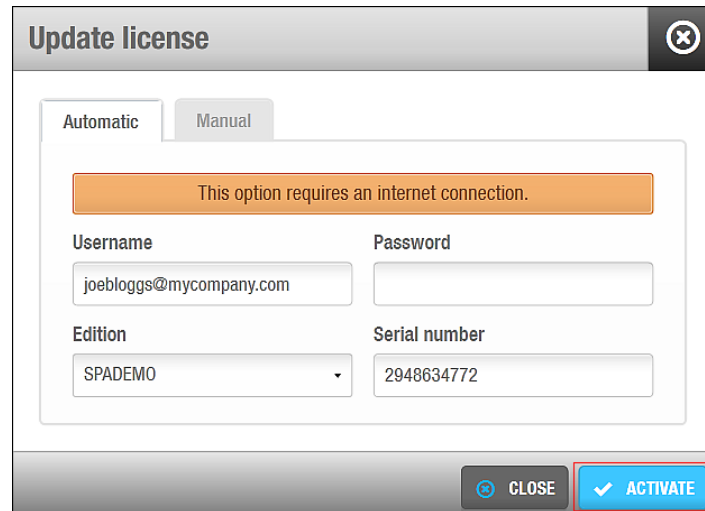 Update license
Automatic Manual
This option requires an internet connection.
Username Password
joebloggs@mycompany.com
Edition Serial number
SPADEMO 2948634772
CLOSE ACTIVATE